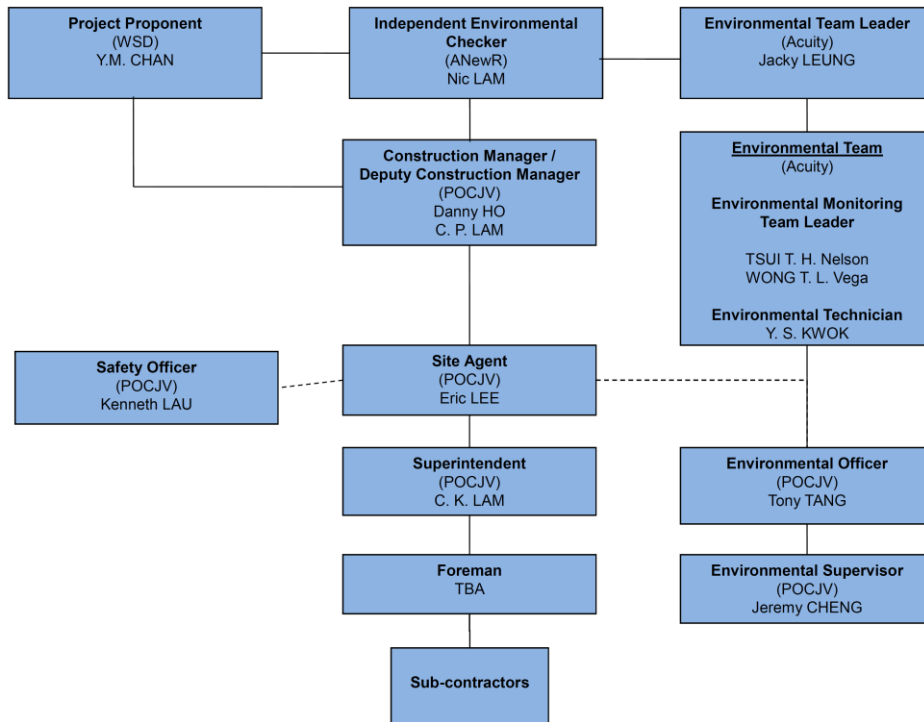 Project Proponent
(WSD)
Y.M. CHAN
Independent Environmental
Checker
(ANewR)
Nic LAM
Environmental Team Leader
(Acuity)
Jacky LEUNG
Construction Manager /
Deputy Construction Manager
(POCJV)
Danny HO
C. P. LAM
Environmental Team
(Acuity)
Environmental Monitoring
Team Leader
TSUI T. H. Nelson
WONG T. L. Vega
Environmental Technician
Y. S. KWOK
Safety Officer
(POCJV)
Kenneth LAU
Site Agent
(POCJV)
Eric LEE
Superintendent
(POCJV)
C. K. LAM
Environmental Officer
(POCJV)
Tony TANG
Foreman
TBA
Environmental Supervisor
(POCJV)
Jeremy CHENG
Sub-contractors